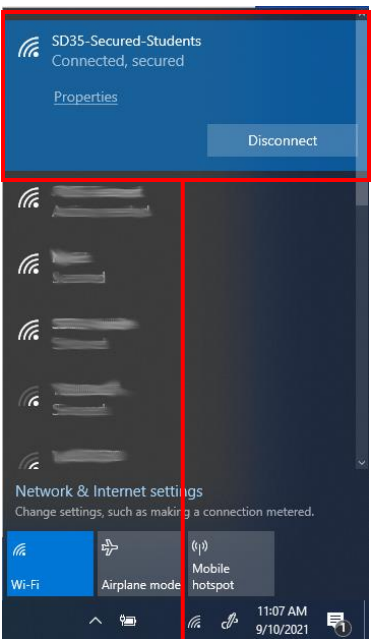 SD35-Secured-Students
Connected, secured
Properties
Disconnect
Network & Internet settings
Change settings, such as making a connection metered.
Wi-Fi
Airplane mode
Mobile hotspot
11:07 AM
9/10/2021
1